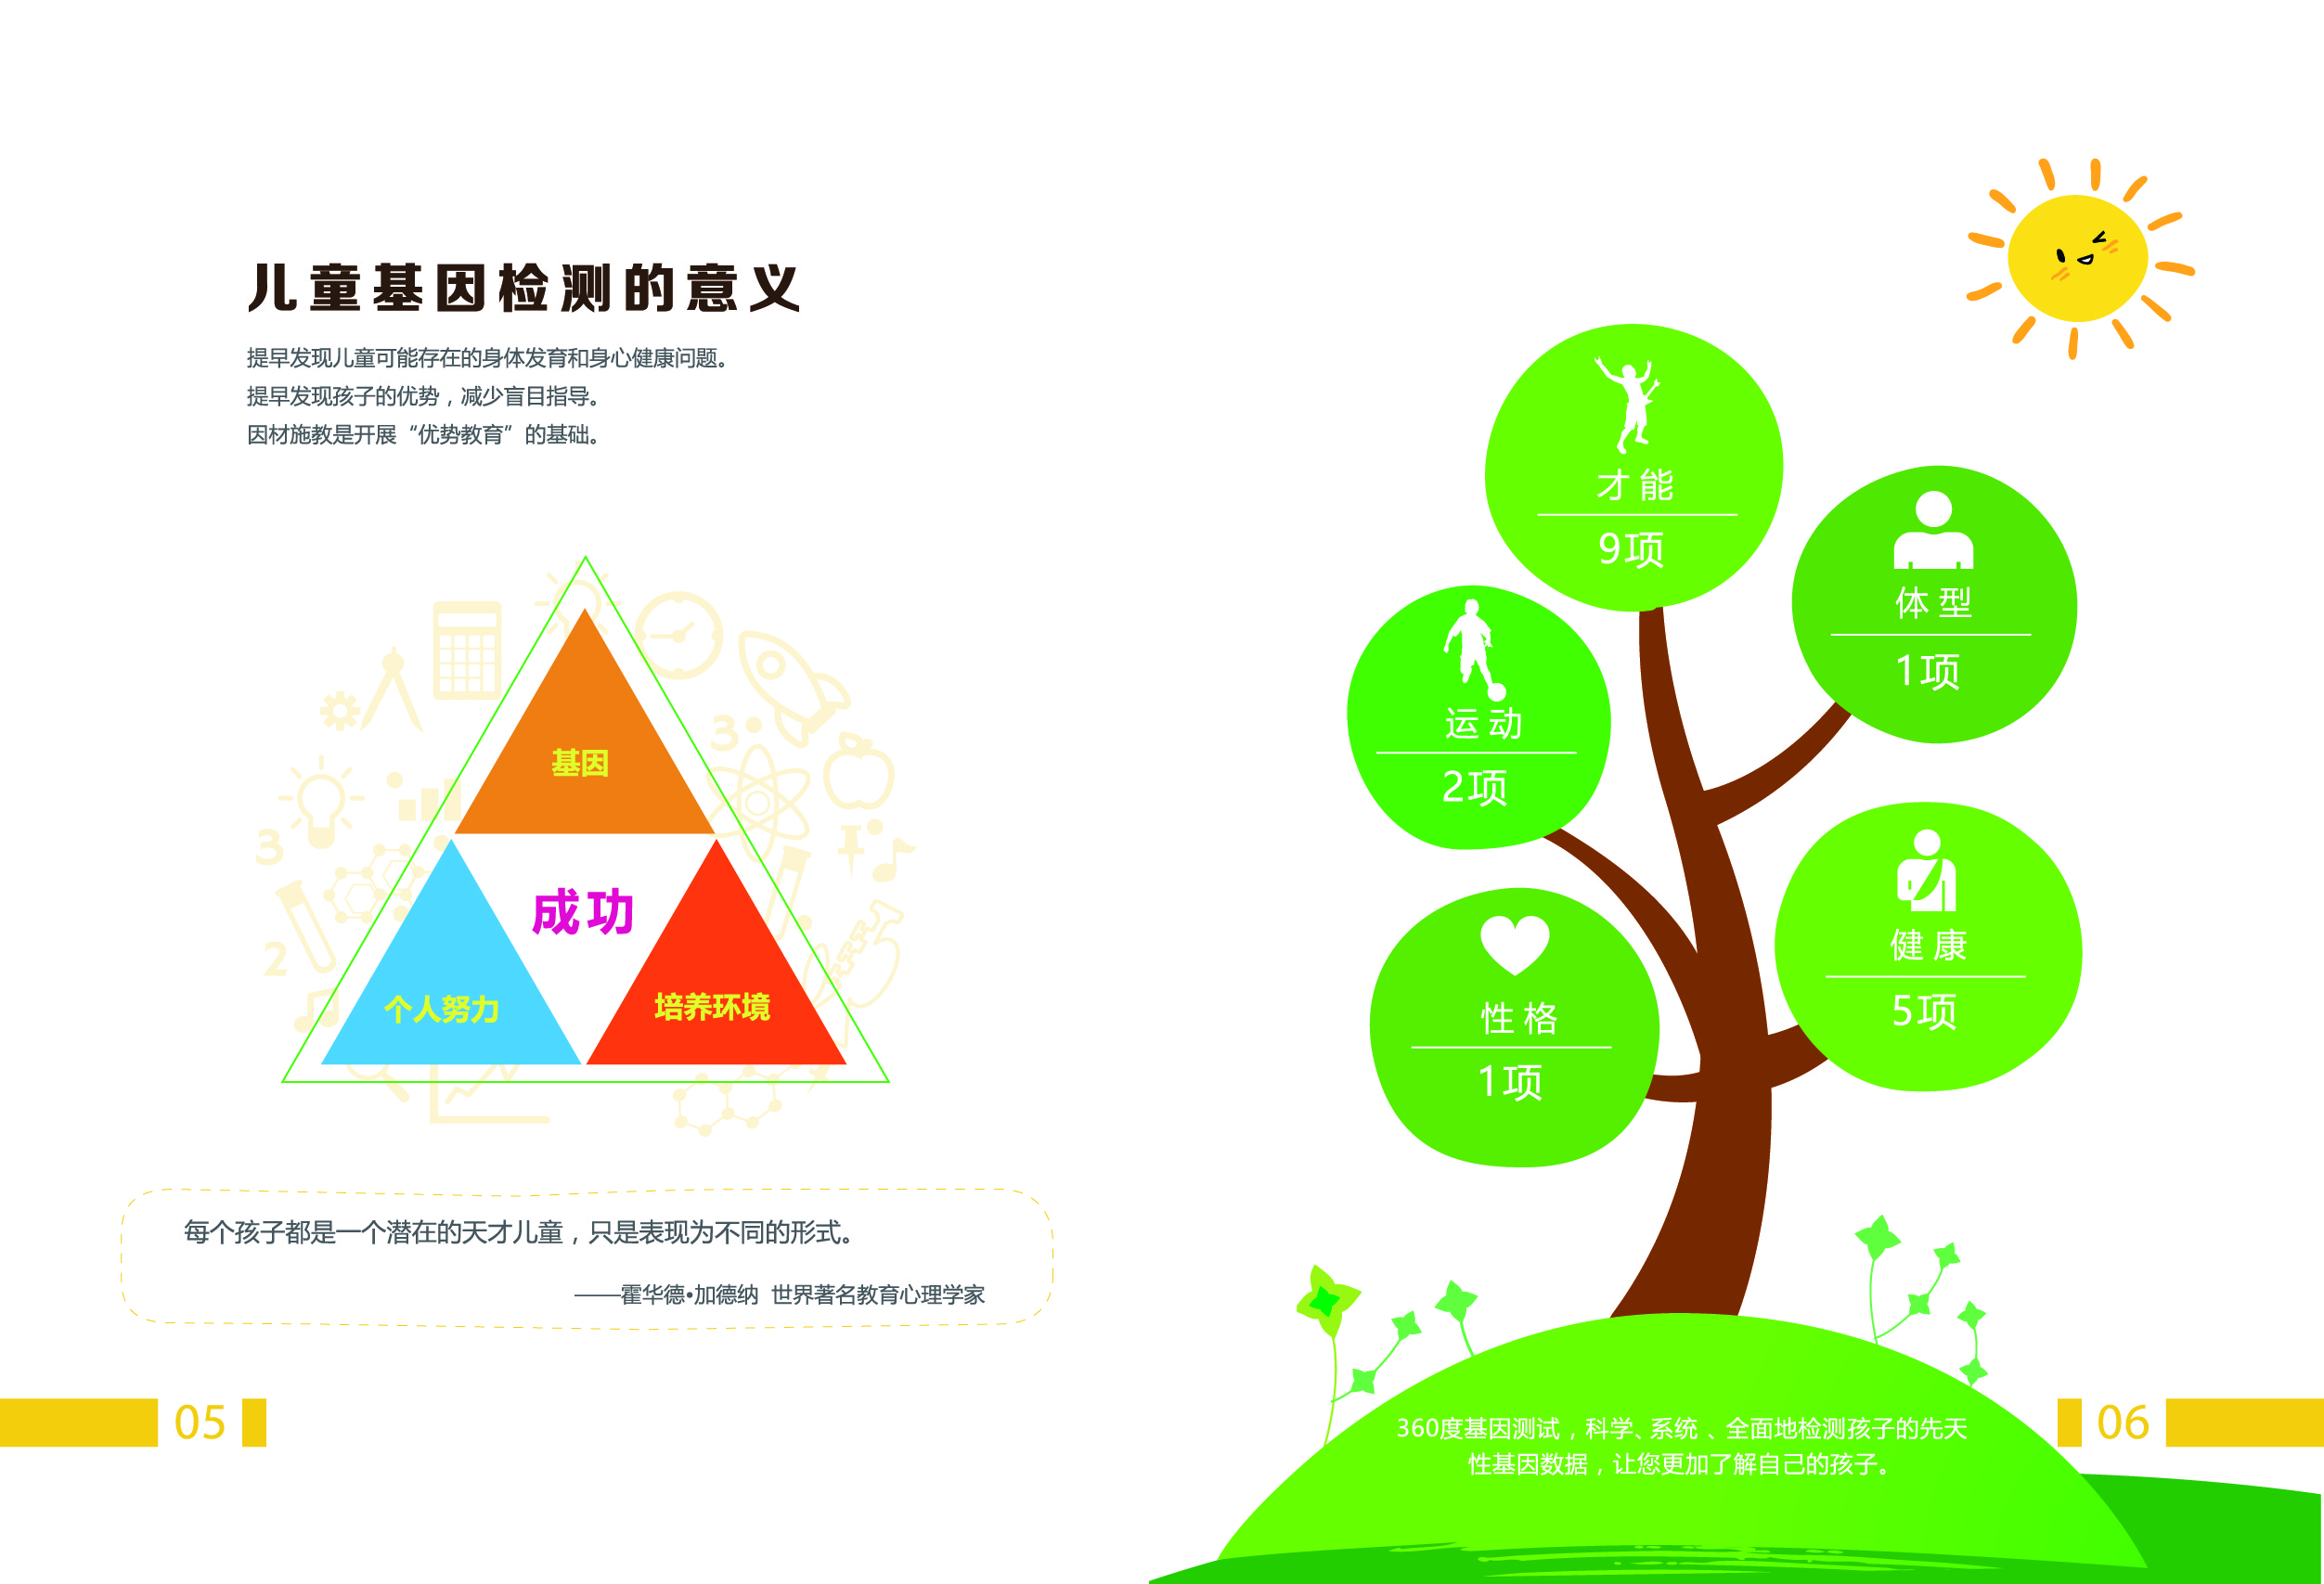 儿童基因检测的意义
提早发现儿童可能存在的身体发育和身心健康问题。
提早发现孩子的优势，减少盲目指导。
因材施教是开展“优势教育”的基础。
基因
成功
个人努力
培养环境
3
3
2
5
每个孩子都是一个潜在的天才儿童，只是表现为不同的形式。
——霍华德•加德纳 世界著名教育心理学家
05
才能
9项
体型
1项
运动
2项
健康
5项
性格
1项
360度基因测试，科学、系统、全面地检测孩子的先天
性基因数据，让您更加了解自己的孩子。
06